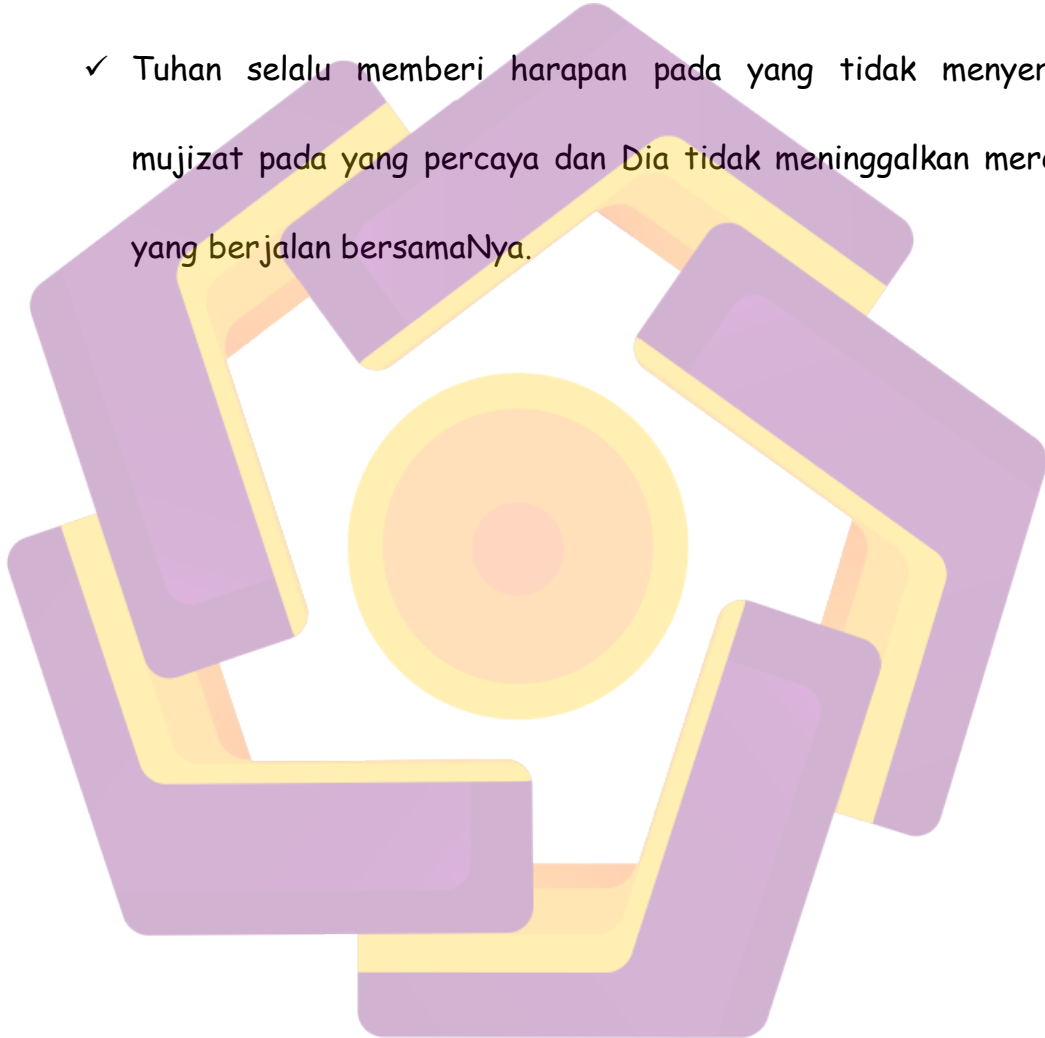 ✓ Tuhan selalu memberi harapan pada yang tidak
mujizat pada yang percaya dan Dia tidak meninggalkan
yang berjalan bersamaNya.